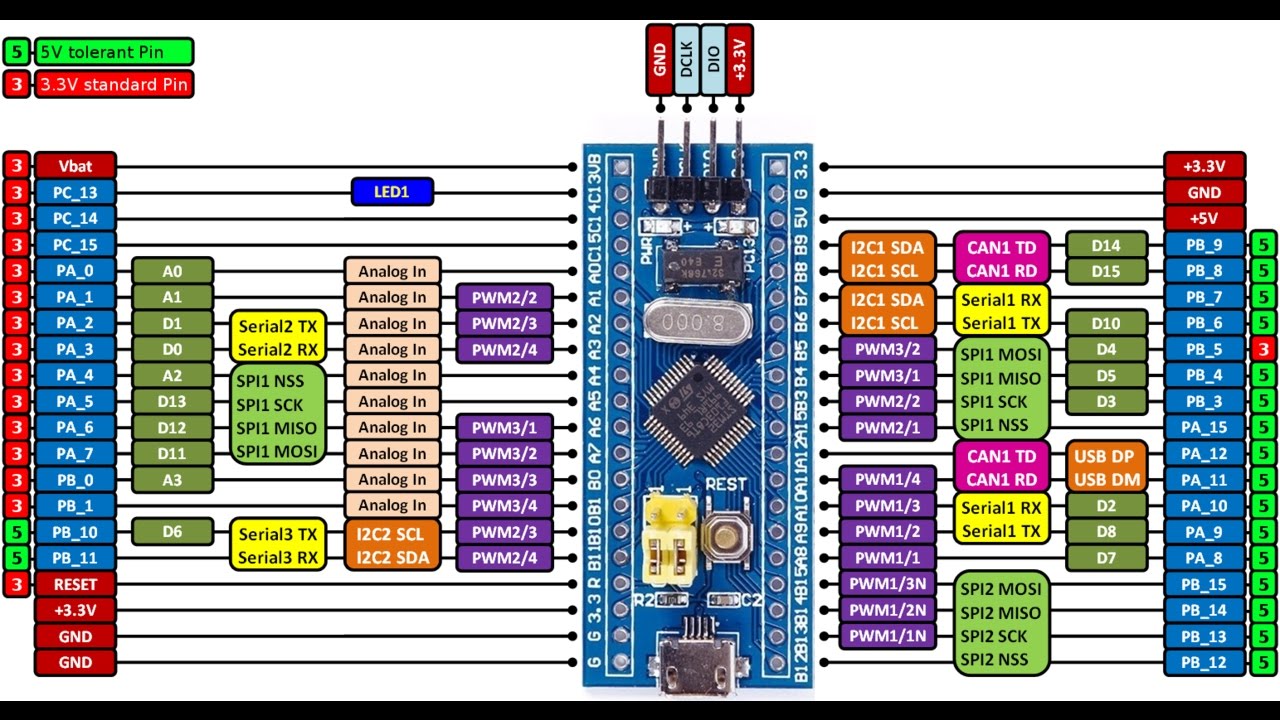 GND DCLK DIO +3.3V
5 5V tolerant Pin
3 3.3V standard Pin
3 Vbat
3 PC_13 LED1
3 PC_14
3 PC_15
3 PA_0 A0 Analog In
3 PA_1 A1 Analog In PWM2/2
3 PA_2 D1 Serial2 TX Analog In PWM2/3
3 PA_3 D0 Serial2 RX Analog In PWM2/4
3 PA_4 A2 SPI1 NSS Analog In
3 PA_5 D13 SPI1 SCK Analog In
3 PA_6 D12 SPI1 MISO Analog In PWM3/1
3 PA_7 D11 SPI1 MOSI Analog In PWM3/2
3 PB_0 A3 Analog In PWM3/3
3 PB_1 Analog In PWM3/4
5 PB_10 D6 Serial3 TX I2C2 SCL PWM2/3
5 PB_11 Serial3 RX I2C2 SDA PWM2/4
3 RESET
+3.3V
GND
GND
VB
C13
C14
C15
A0
A1
A2
A3
A4
A5
A6
A7
B0
B1
B10
B11
R
3.3
G
G
PWR
PC13
8.000
REST
R2
C2
3.3
G
5V
B9
B8
B7
B6
B5
B4
B3
A15
A12
A11
A10
A9
A8
B15
B14
B13
B12
+3.3V
GND
+5V
I2C1 SDA CAN1 TD D14 PB_9 5
I2C1 SCL CAN1 RD D15 PB_8 5
I2C1 SDA Serial1 RX PB_7 5
I2C1 SCL Serial1 TX D10 PB_6 5
PWM3/2 SPI1 MOSI D4 PB_5 3
PWM3/1 SPI1 MISO D5 PB_4 5
PWM2/2 SPI1 SCK D3 PB_3 5
PWM2/1 SPI1 NSS PA_15 5
CAN1 TD USB DP PA_12 5
PWM1/4 CAN1 RD USB DM PA_11 5
PWM1/3 Serial1 RX D2 PA_10 5
PWM1/2 Serial1 TX D8 PA_9 5
PWM1/1 D7 PA_8 5
PWM1/3N SPI2 MOSI PB_15 5
PWM1/2N SPI2 MISO PB_14 5
PWM1/1N SPI2 SCK PB_13 5
SPI2 NSS PB_12 5